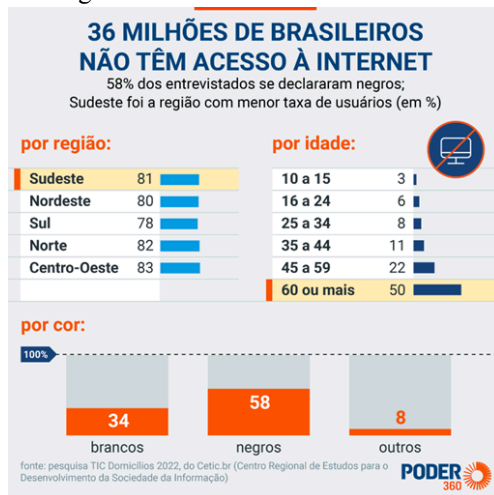 36 MILHÕES DE BRASILEIROS
NÃO TÊM ACESSO À INTERNET
58% dos entrevistados se declararam negros;
Sudeste foi a região com menor taxa de usuários (em %)
por região:
Sudeste 81
Nordeste 80
Sul 78
Norte 82
Centro-Oeste 83
por idade:
10 a 15 3
16 a 24 6
25 a 34 8
35 a 44 11
45 a 59 22
60 ou mais 50
por cor:
100%
34
58
8
brancos
negros
outros
fonte: pesquisa TIC Domicílios 2022, do Cetic.br (Centro Regional de Estudos para o
Desenvolvimento da Sociedade da Informação)
PODER
360